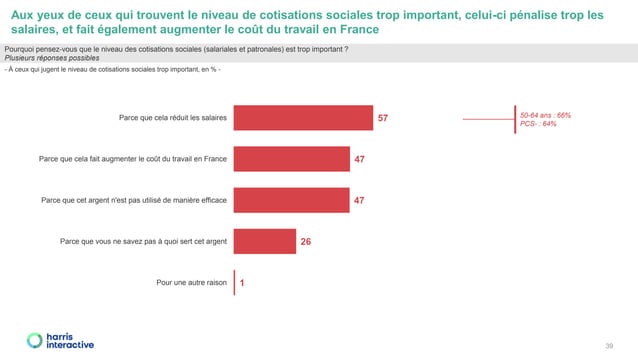 Aux yeux de ceux qui trouvent le niveau de cotisations sociales trop important, celui-ci pénalise trop les
salaires, et fait également augmenter le coût du travail en France
Pourquoi pensez-vous que le niveau des cotisations sociales (salariales et patronales) est trop important ?
Plusieurs réponses possibles
- À ceux qui jugent le niveau de cotisations sociales trop important, en % -
Parce que cela réduit les salaires
57
50-64 ans : 66%
PCS- : 64%
Parce que cela fait augmenter le coût du travail en France
47
Parce que cet argent n'est pas utilisé de manière efficace
47
Parce que vous ne savez pas à quoi sert cet argent
26
Pour une autre raison
1
harris
interactive
39